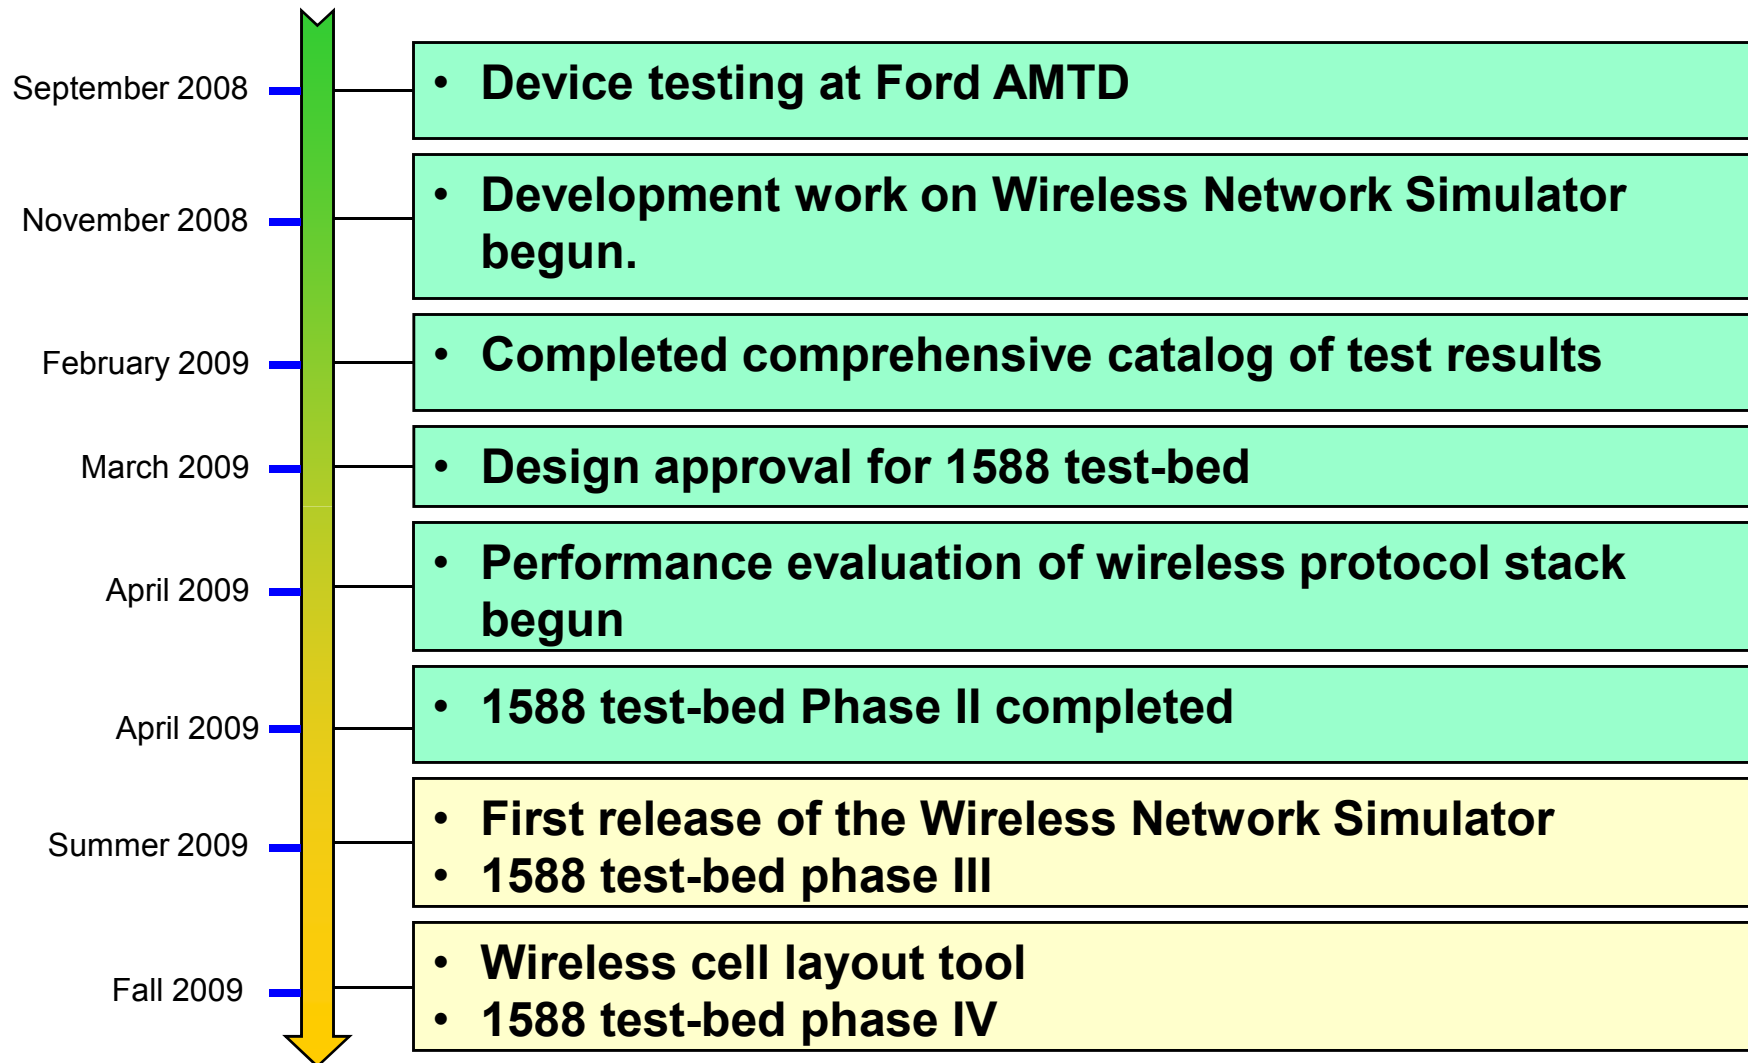 September 2008
• Device testing at Ford AMTD
November 2008
• Development work on Wireless Network Simulator
begun.
February 2009
• Completed comprehensive catalog of test results
March 2009
• Design approval for 1588 test-bed
April 2009
• Performance evaluation of wireless protocol stack
begun
April 2009
• 1588 test-bed Phase II completed
Summer 2009
• First release of the Wireless Network Simulator
• 1588 test-bed phase III
Fall 2009
• Wireless cell layout tool
• 1588 test-bed phase IV